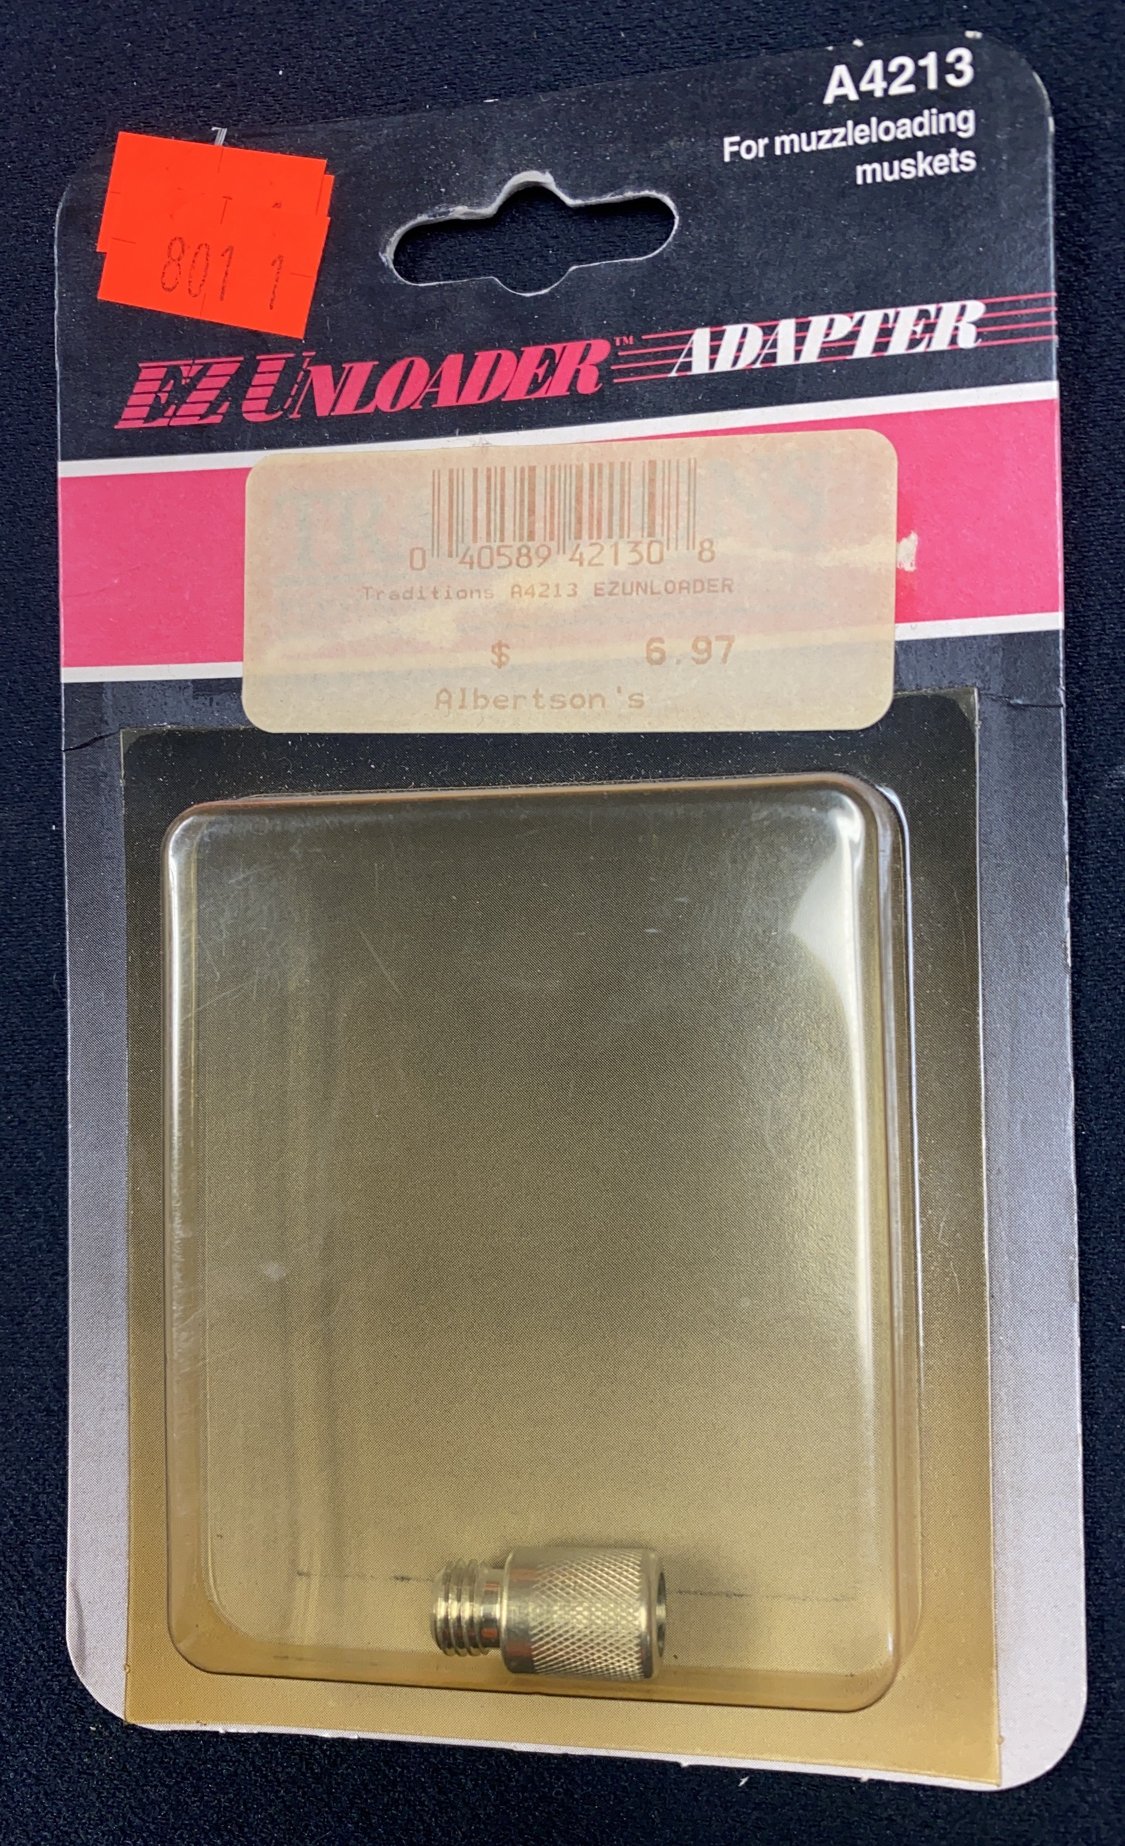 A4213
For muzzleloading
muskets
801 1
EZ UNLOADER™ ADAPTER
0 40589 42130 8
Traditions A4213 EZUNLOADER
$ 6.97
Albertson's